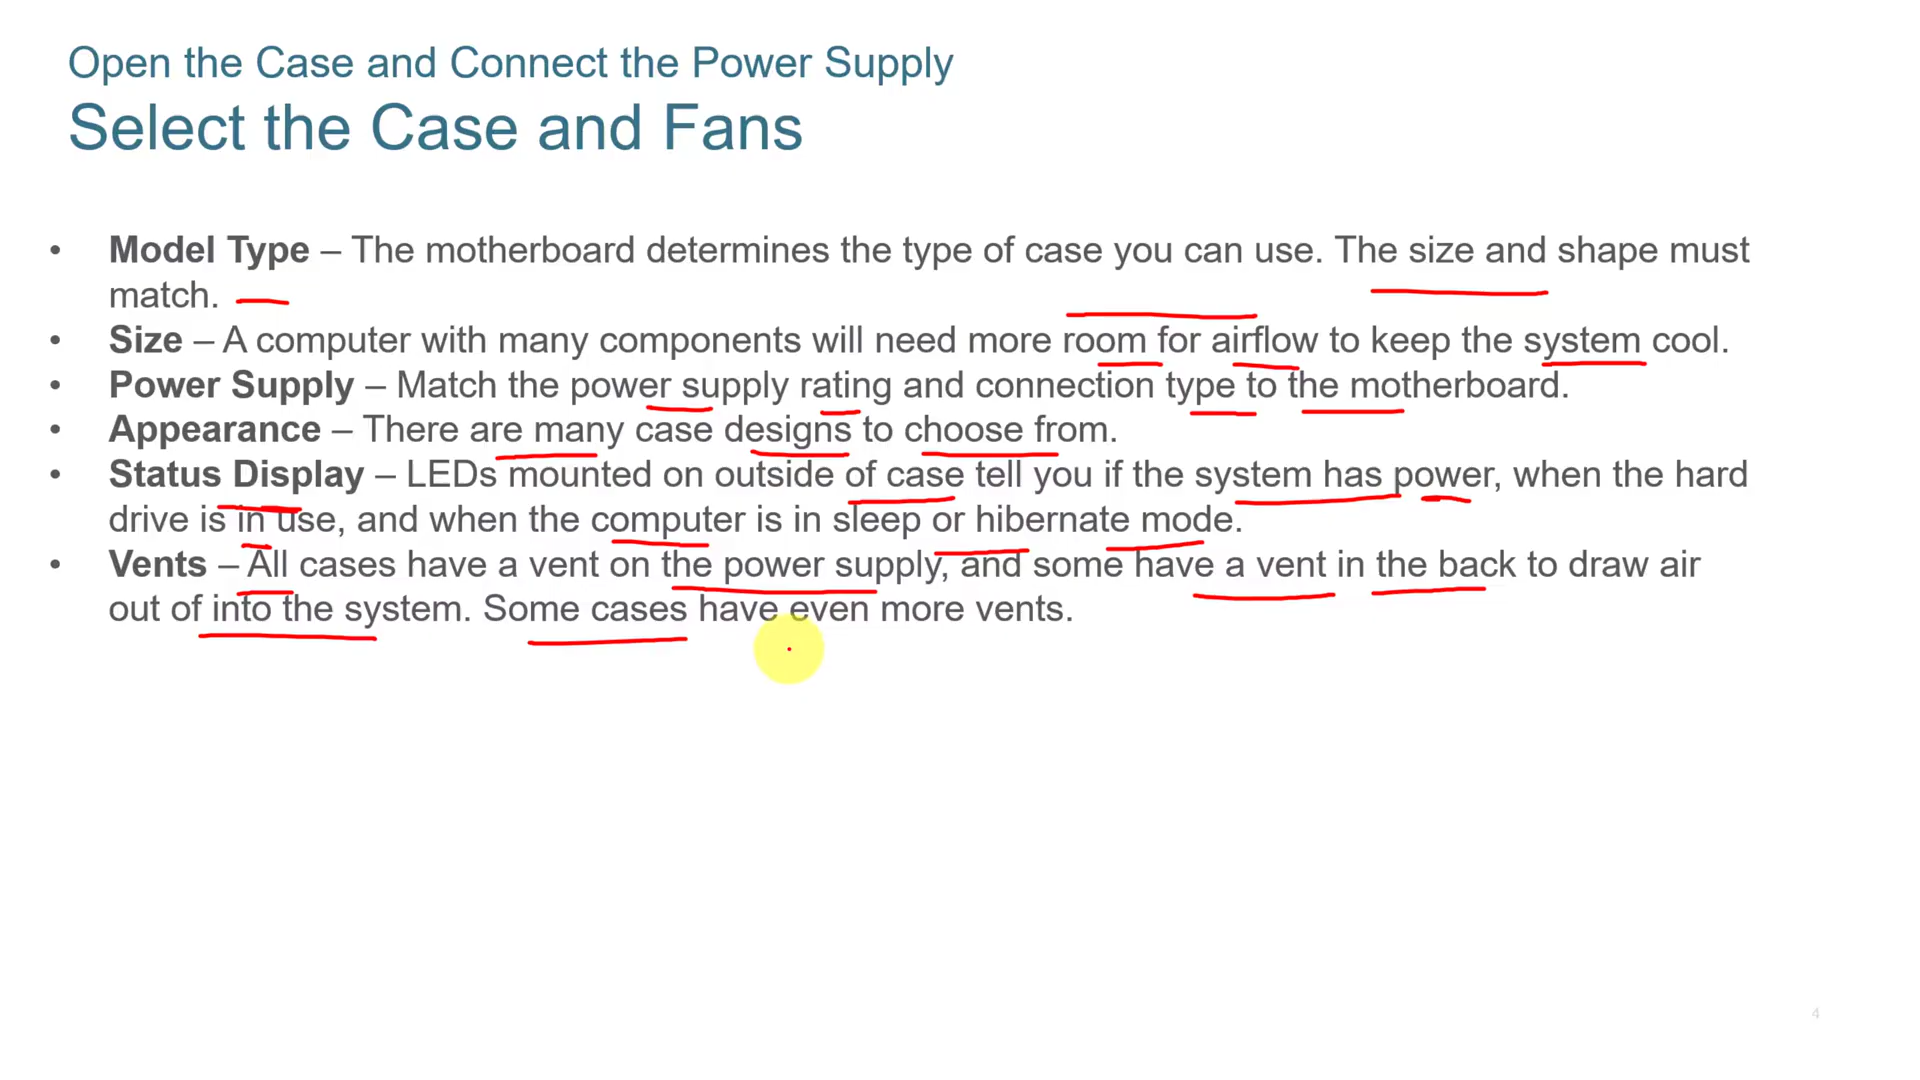 Open the Case and Connect the Power Supply
Select the Case and Fans
• Model Type – The motherboard determines the type of case you can use. The size and shape must
match.
• Size – A computer with many components will need more room for airflow to keep the system cool.
• Power Supply – Match the power supply rating and connection type to the motherboard.
• Appearance – There are many case designs to choose from.
• Status Display – LEDs mounted on outside of case tell you if the system has power, when the hard
drive is in use, and when the computer is in sleep or hibernate mode.
• Vents – All cases have a vent on the power supply, and some have a vent in the back to draw air
out of into the system. Some cases have even more vents.
4